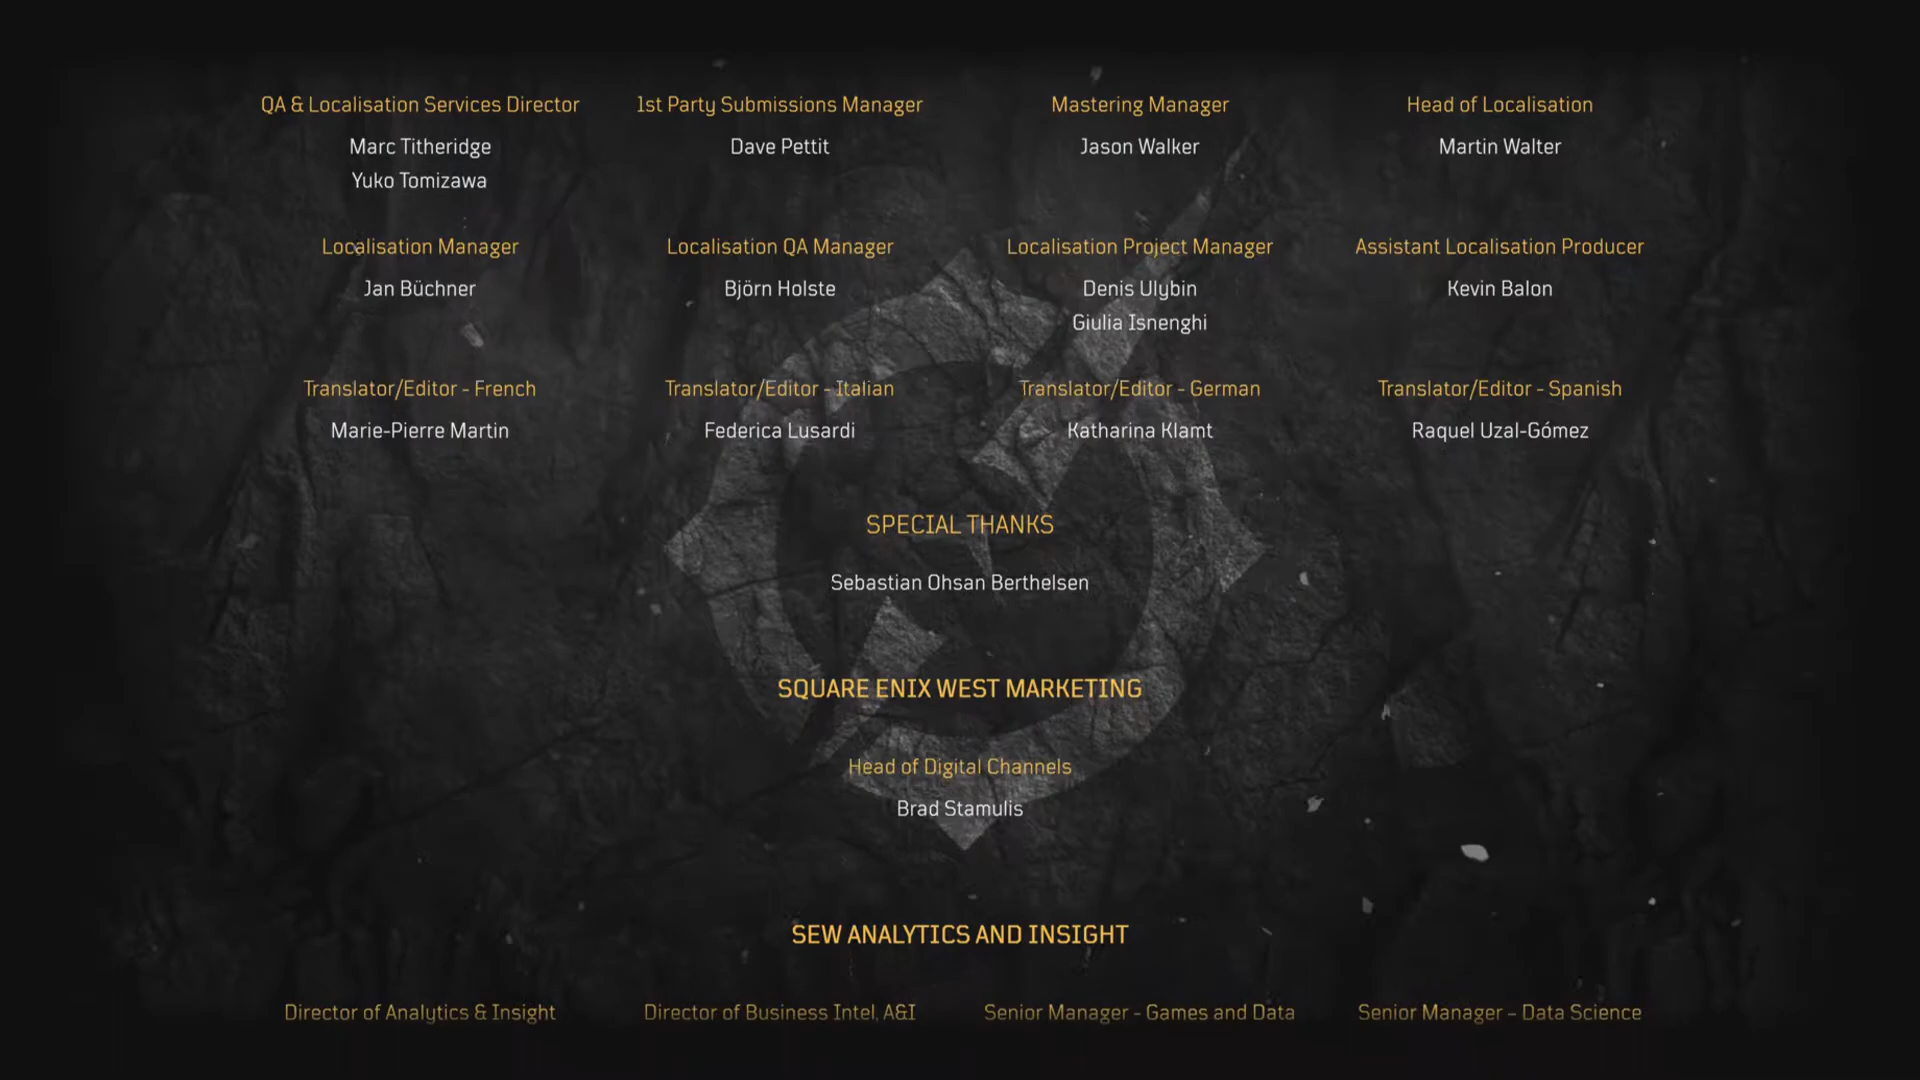 QA & Localisation Services Director
Marc Titheridge
Yuko Tomizawa
1st Party Submissions Manager
Dave Pettit
Mastering Manager
Jason Walker
Head of Localisation
Martin Walter
Localisation Manager
Jan Büchner
Localisation QA Manager
Björn Holste
Localisation Project Manager
Denis Ulybin
Giulia Isnenghi
Assistant Localisation Producer
Kevin Balon
Translator/Editor - French
Marie-Pierre Martin
Translator/Editor - Italian
Federica Lusardi
Translator/Editor - German
Katharina Klamt
Translator/Editor - Spanish
Raquel Uzal-Gómez
SPECIAL THANKS
Sebastian Ohsan Berthelsen
SQUARE ENIX WEST MARKETING
Head of Digital Channels
Brad Stamulis
SEW ANALYTICS AND INSIGHT
Director of Analytics & Insight
Director of Business Intel, A&I
Senior Manager - Games and Data
Senior Manager – Data Science